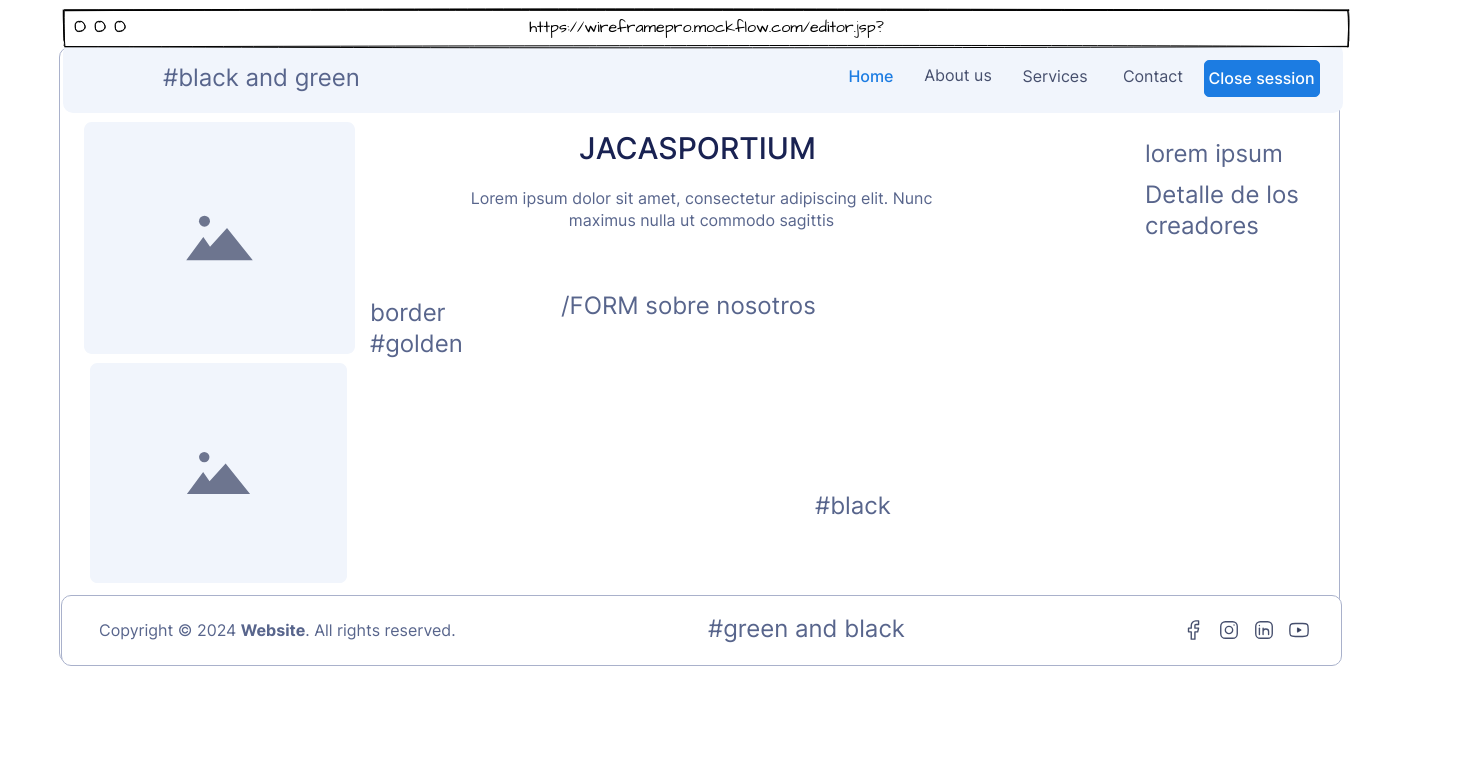 https://wireframepro.mockflow.com/editor.jsp?
#black and green
Home
About us
Services
Contact
Close session
JACASPORTIUM
Lorem ipsum dolor sit amet, consectetur adipiscing elit. Nunc
maximus nulla ut commodo sagittis
lorem ipsum
Detalle de los
creadores
border
#golden
/FORM sobre nosotros
#black
Copyright © 2024 Website. All rights reserved.
#green and black